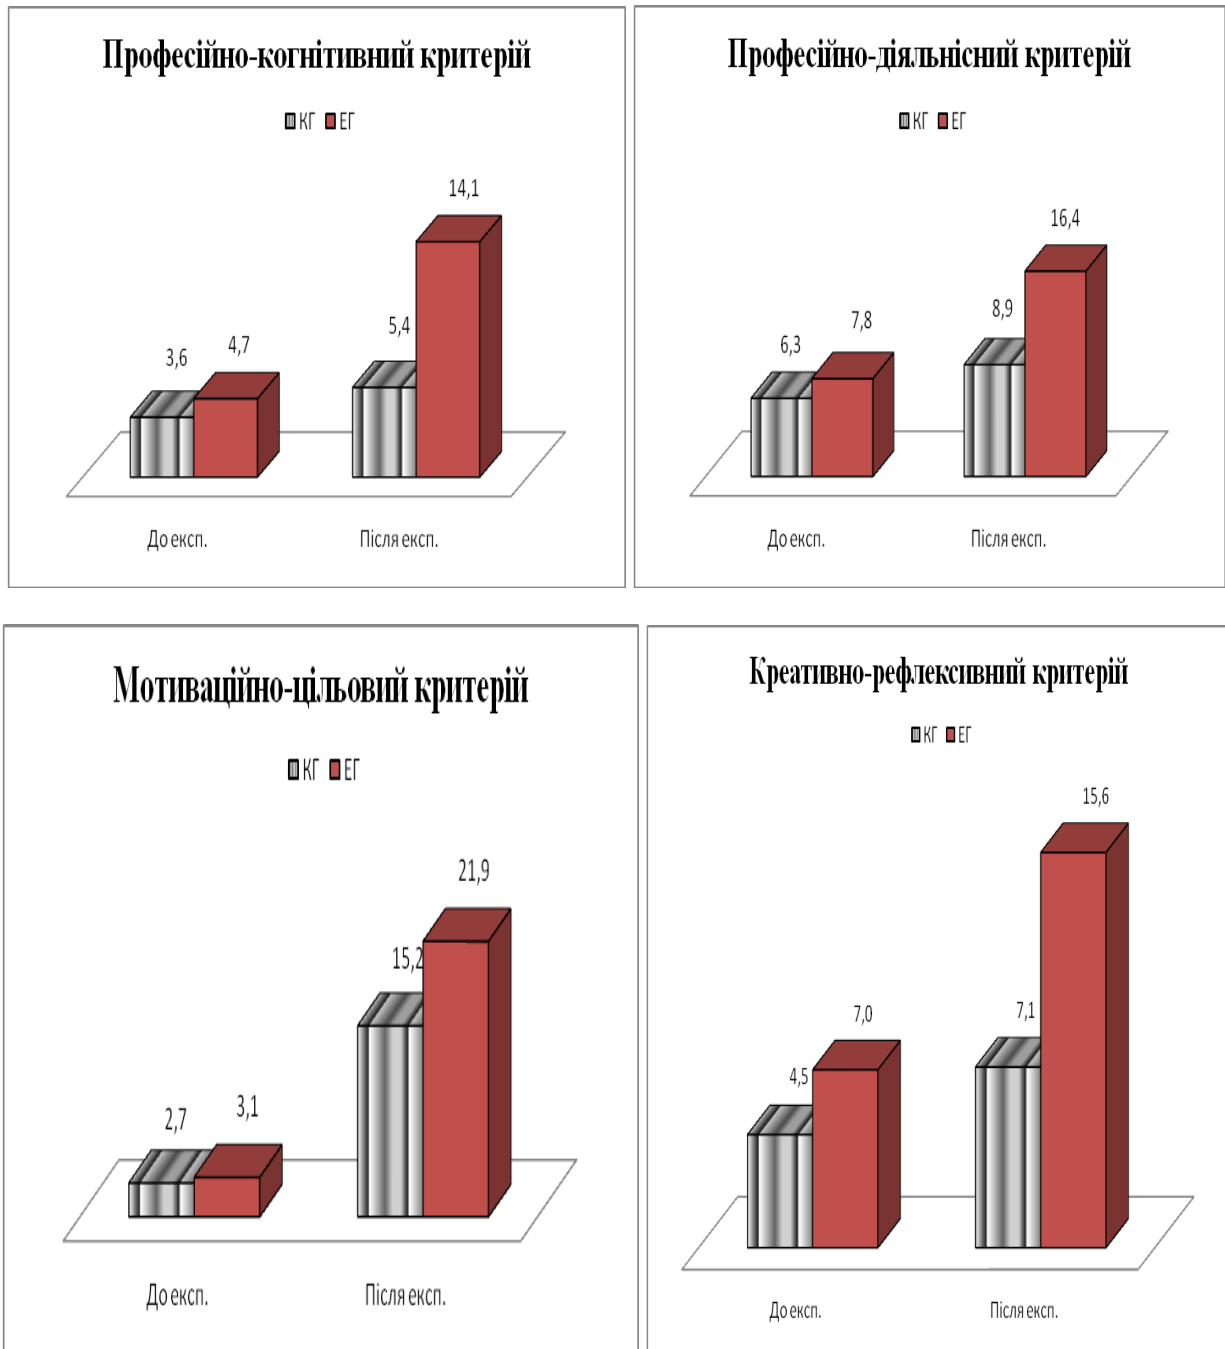 Професійно-когнітивний критерій
КГ ЕГ
14,1
5,4
4,7
3,6
До експ. Після експ.
Професійно-діяльнісний критерій
КГ ЕГ
16,4
8,9
7,8
6,3
До експ. Після експ.
Мотиваційно-цільовий критерій
КГ ЕГ
21,9
15,2
3,1
2,7
До експ. Після експ.
Креативно-рефлексивний критерій
КГ ЕГ
15,6
7,1
7,0
4,5
До експ. Після експ.